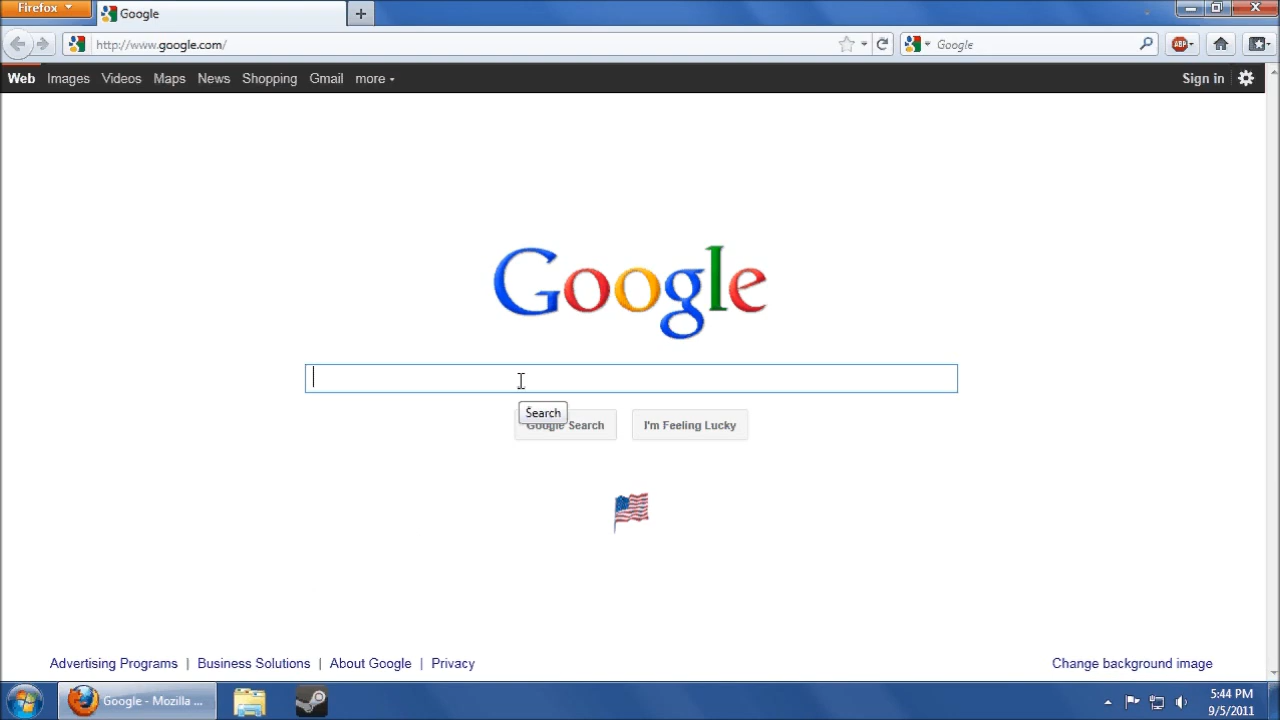 Firefox
Google
http://www.google.com/
Google
ABP
Web Images Videos Maps News Shopping Gmail more
Sign in
Google
Search
Google Search
I'm Feeling Lucky
Advertising Programs | Business Solutions | About Google | Privacy
Change background image
Google - Mozilla ...
5:44 PM
9/5/2011